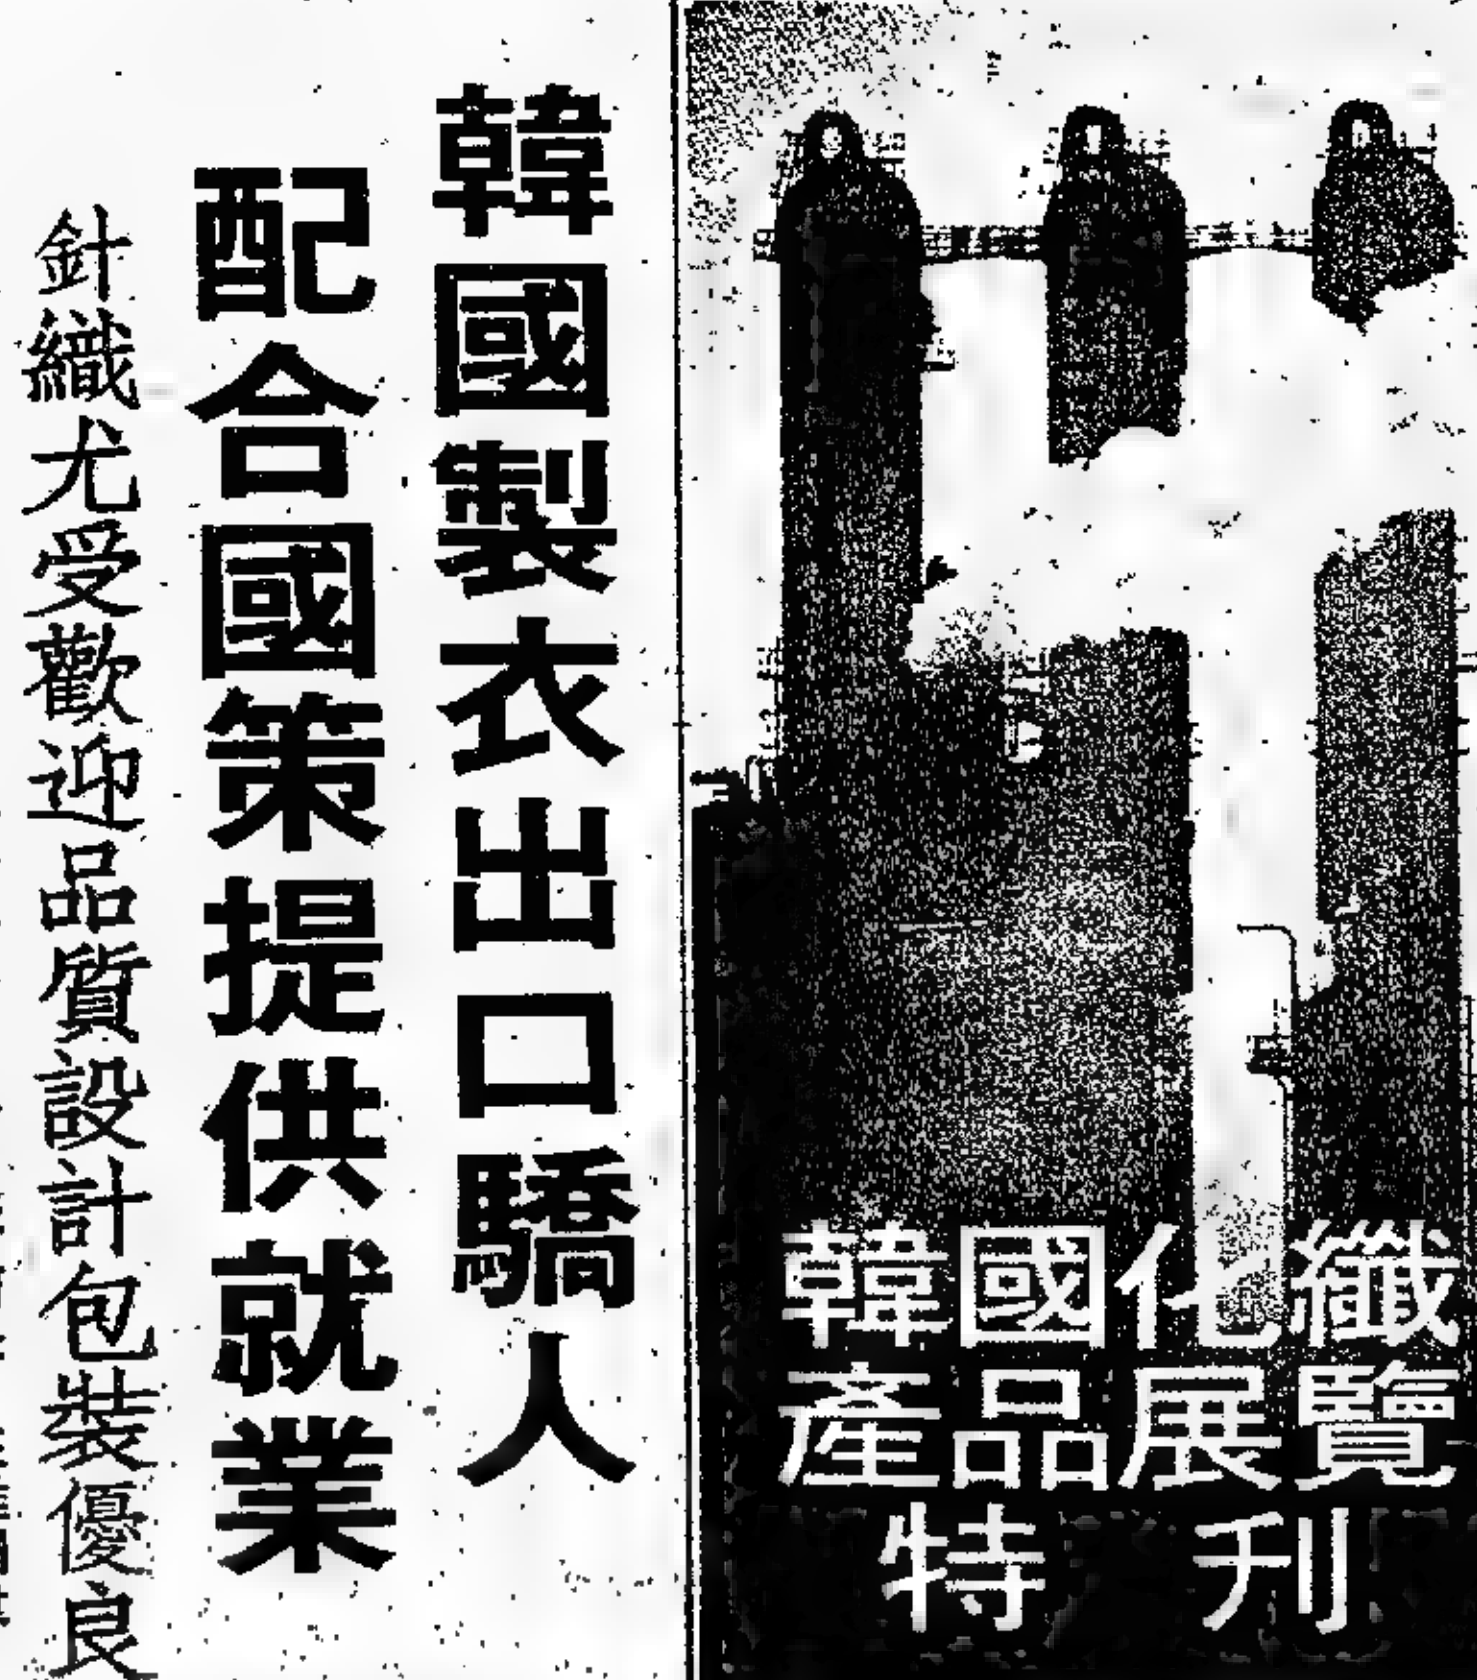 韓國化纖
產品展覽
特刊
韓國製衣出口驕人
配合國策提供就業
針織尤受歡迎品質設計包裝優良